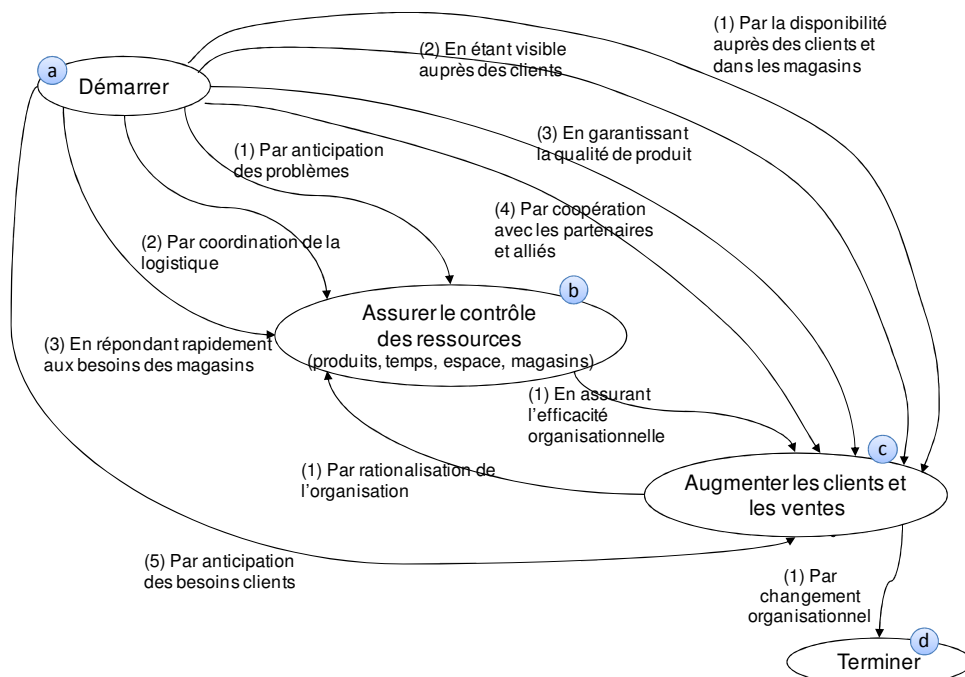 (1) Par la disponibilité
auprès des clients et
dans les magasins
(2) En étant visible
auprès des clients
a
Démarrer
(3) En garantissant
la qualité de produit
(1) Par anticipation
des problèmes
(4) Par coopération
avec les partenaires
et alliés
(2) Par coordination de la
logistique
b
Assurer le contrôle
des ressources
(produits, temps, espace, magasins)
(3) En répondant rapidement
aux besoins des magasins
(1) En assurant
l'efficacité
organisationnelle
c
(1) Par rationalisation de
l'organisation
Augmenter les clients et
les ventes
(5) Par anticipation
des besoins clients
(1) Par
changement
organisationnel
d
Terminer